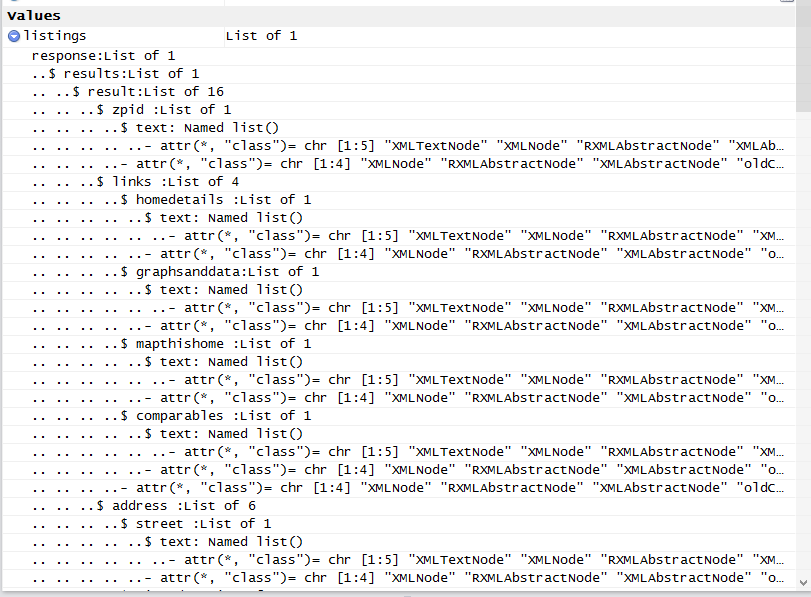 Values
listings List of 1
response:List of 1
..$ results:List of 1
.. ..$ result:List of 16
.. .. ..$ zpid :List of 1
.. .. .. ..$ text: Named list()
.. .. .. .. ..- attr(*, "class")= chr [1:5] "XMLTextNode" "XMLNode" "RXMLAbstractNode" "XMLAb…
.. .. .. ..- attr(*, "class")= chr [1:4] "XMLNode" "RXMLAbstractNode" "XMLAbstractNode" "oldC…
.. .. ..$ links :List of 4
.. .. .. ..$ homedetails :List of 1
.. .. .. .. ..$ text: Named list()
.. .. .. .. .. ..- attr(*, "class")= chr [1:5] "XMLTextNode" "XMLNode" "RXMLAbstractNode" "XM…
.. .. .. .. ..- attr(*, "class")= chr [1:4] "XMLNode" "RXMLAbstractNode" "XMLAbstractNode" "o…
.. .. .. ..$ graphsanddata:List of 1
.. .. .. .. ..$ text: Named list()
.. .. .. .. .. ..- attr(*, "class")= chr [1:5] "XMLTextNode" "XMLNode" "RXMLAbstractNode" "XM…
.. .. .. .. ..- attr(*, "class")= chr [1:4] "XMLNode" "RXMLAbstractNode" "XMLAbstractNode" "o…
.. .. .. ..$ mapthishome :List of 1
.. .. .. .. ..$ text: Named list()
.. .. .. .. .. ..- attr(*, "class")= chr [1:5] "XMLTextNode" "XMLNode" "RXMLAbstractNode" "XM…
.. .. .. .. ..- attr(*, "class")= chr [1:4] "XMLNode" "RXMLAbstractNode" "XMLAbstractNode" "o…
.. .. .. ..$ comparables :List of 1
.. .. .. .. ..$ text: Named list()
.. .. .. .. .. ..- attr(*, "class")= chr [1:5] "XMLTextNode" "XMLNode" "RXMLAbstractNode" "XM…
.. .. .. .. ..- attr(*, "class")= chr [1:4] "XMLNode" "RXMLAbstractNode" "XMLAbstractNode" "o…
.. .. .. ..- attr(*, "class")= chr [1:4] "XMLNode" "RXMLAbstractNode" "XMLAbstractNode" "oldC…
.. .. ..$ address :List of 6
.. .. .. ..$ street :List of 1
.. .. .. .. ..$ text: Named list()
.. .. .. .. .. ..- attr(*, "class")= chr [1:5] "XMLTextNode" "XMLNode" "RXMLAbstractNode" "XM…
.. .. .. .. ..- attr(*, "class")= chr [1:4] "XMLNode" "RXMLAbstractNode" "XMLAbstractNode" "o…